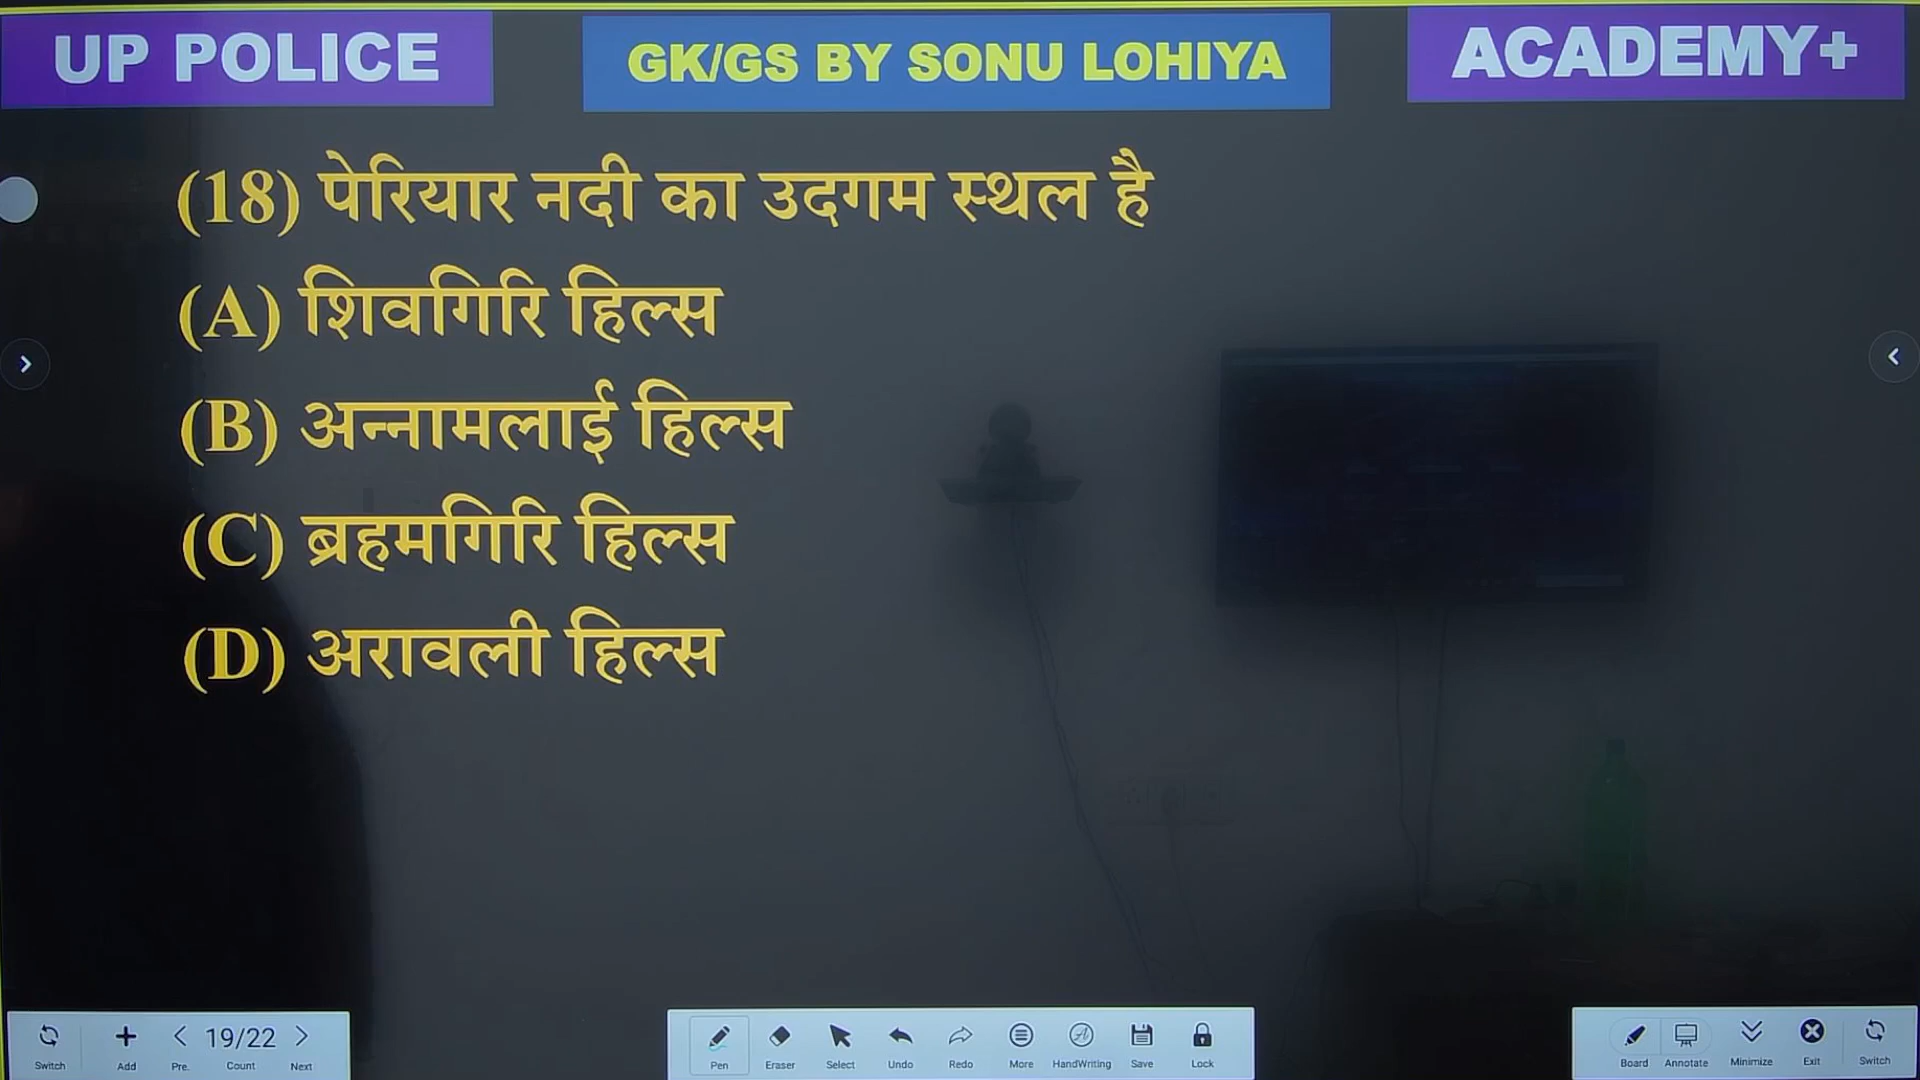 UP POLICE
GK/GS BY SONU LOHIYA
ACADEMY+
(18) पेरियार नदी का उदगम स्थल है
(A) शिवगिरि हिल्स
(B) अन्नामलाई हिल्स
(C) ब्रहमगिरि हिल्स
(D) अरावली हिल्स
Switch Add Pre. 19/22 Count Next
Pen Eraser Select Undo Redo More HandWriting Save Lock
Board Annotate Minimize Exit Switch